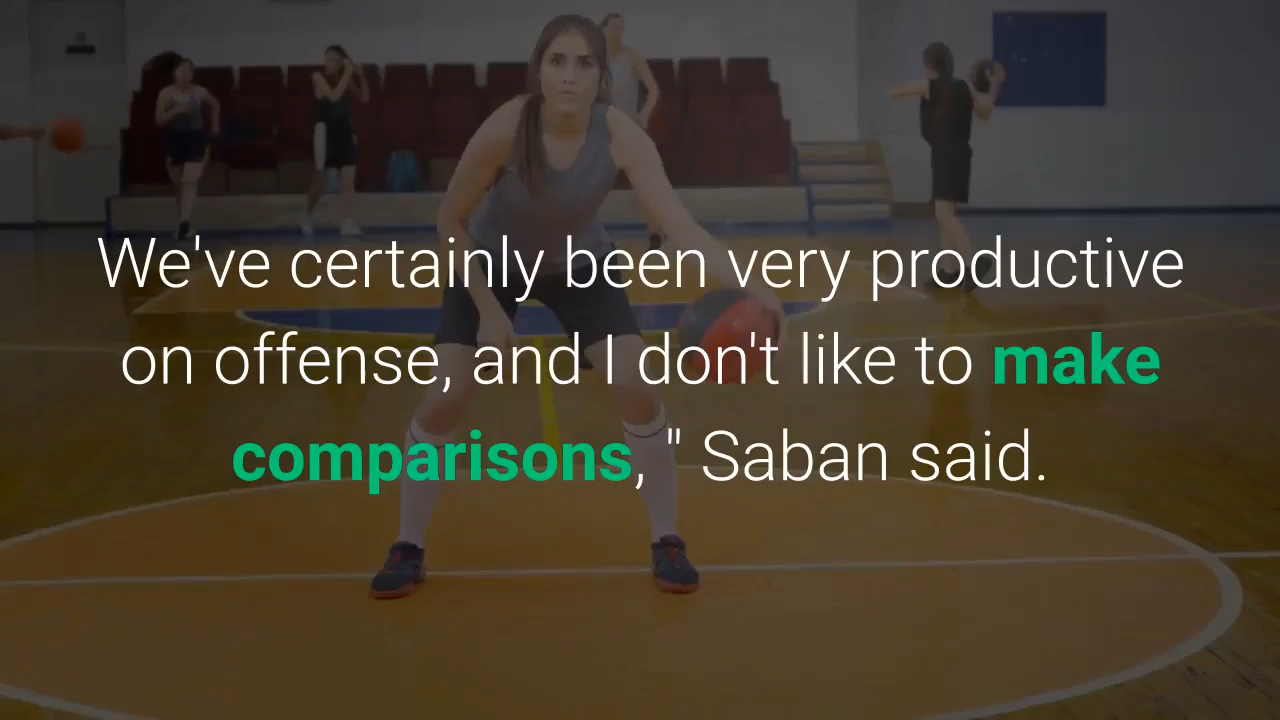 We've certainly been very productive
on offense, and I don't like to make
comparisons, " Saban said.